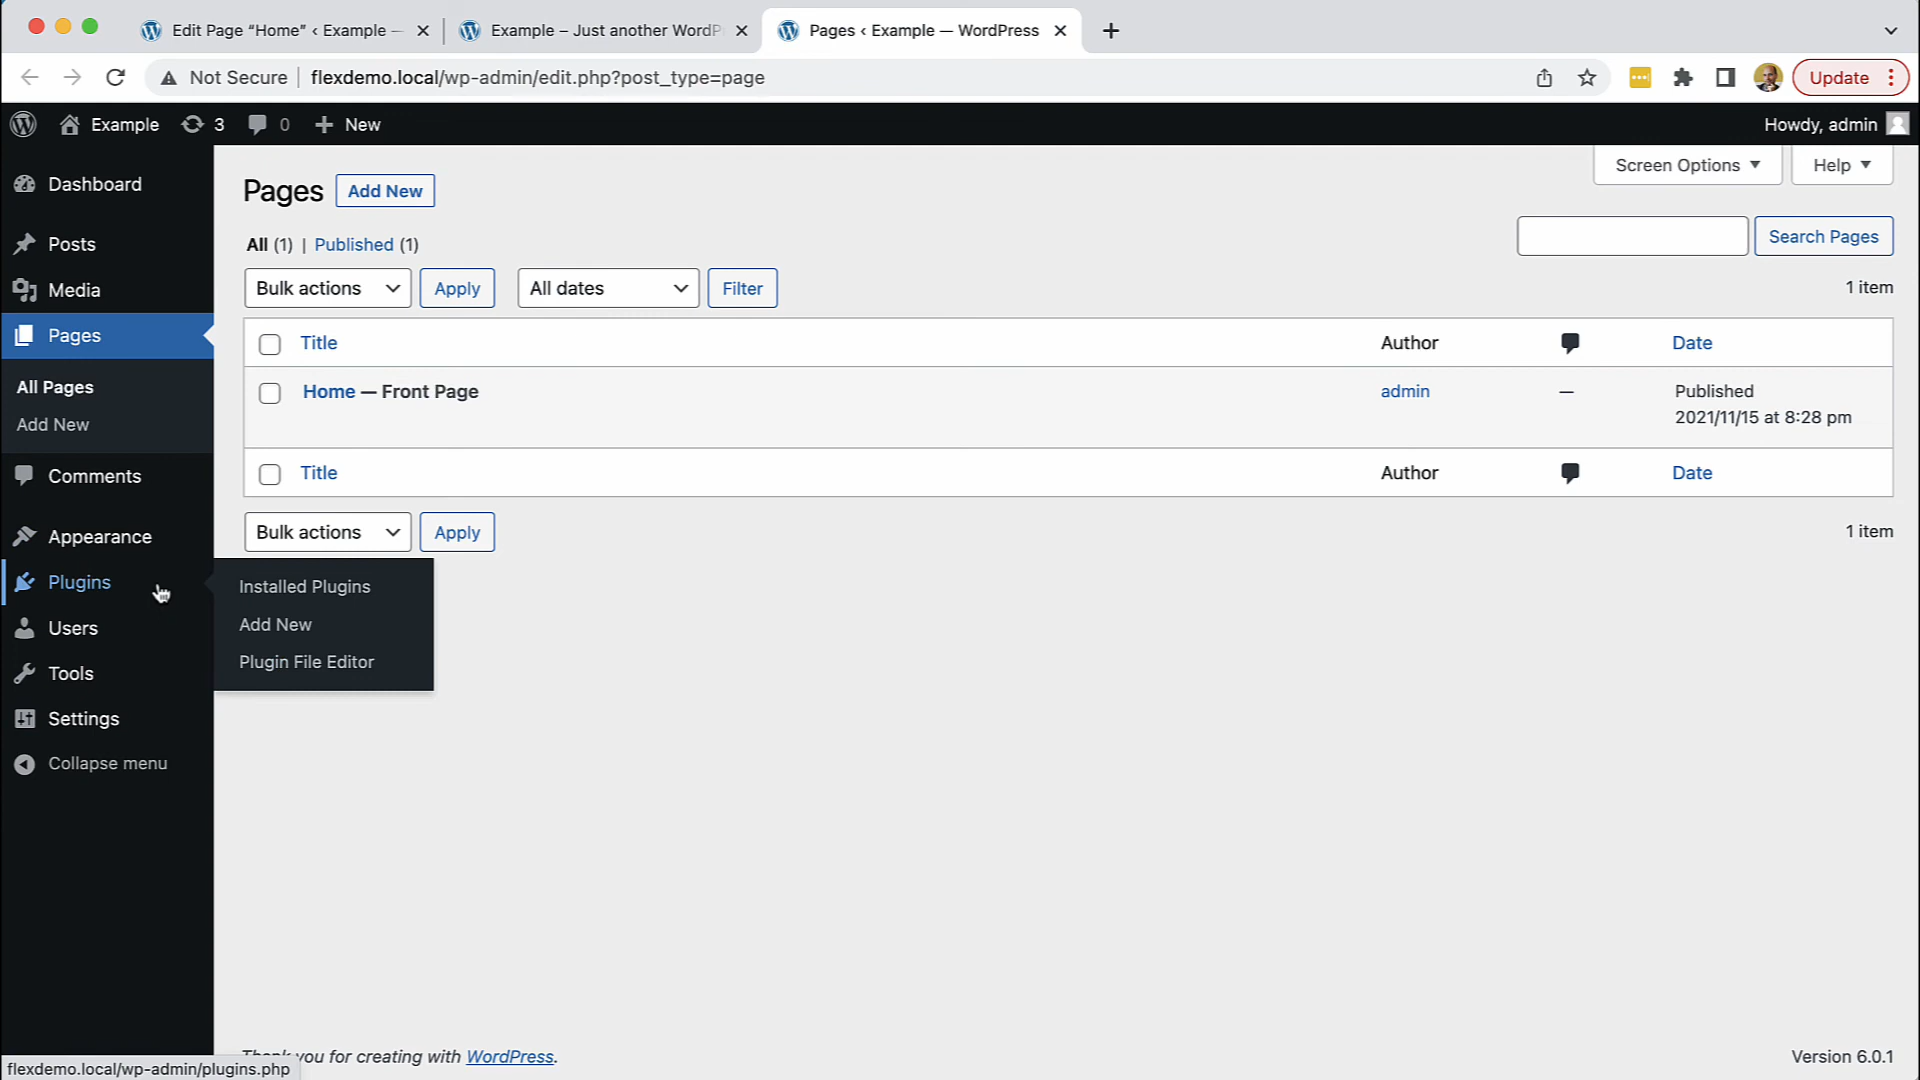 Edit Page “Home” ‹ Example —
Example – Just another WordP
Pages ‹ Example — WordPress
Not Secure
flexdemo.local/wp-admin/edit.php?post_type=page
Update
Example
3
0
New
Howdy, admin
Dashboard
Posts
Media
Pages
All Pages
Add New
Comments
Appearance
Plugins
Users
Tools
Settings
Collapse menu
Installed Plugins
Add New
Plugin File Editor
Screen Options
Help
Pages
Add New
All (1) | Published (1)
Search Pages
Bulk actions
Apply
All dates
Filter
1 item
Title
Author
Date
Home — Front Page
admin
—
Published
2021/11/15 at 8:28 pm
Title
Author
Date
Bulk actions
Apply
1 item
Thank you for creating with WordPress.
Version 6.0.1
flexdemo.local/wp-admin/plugins.php